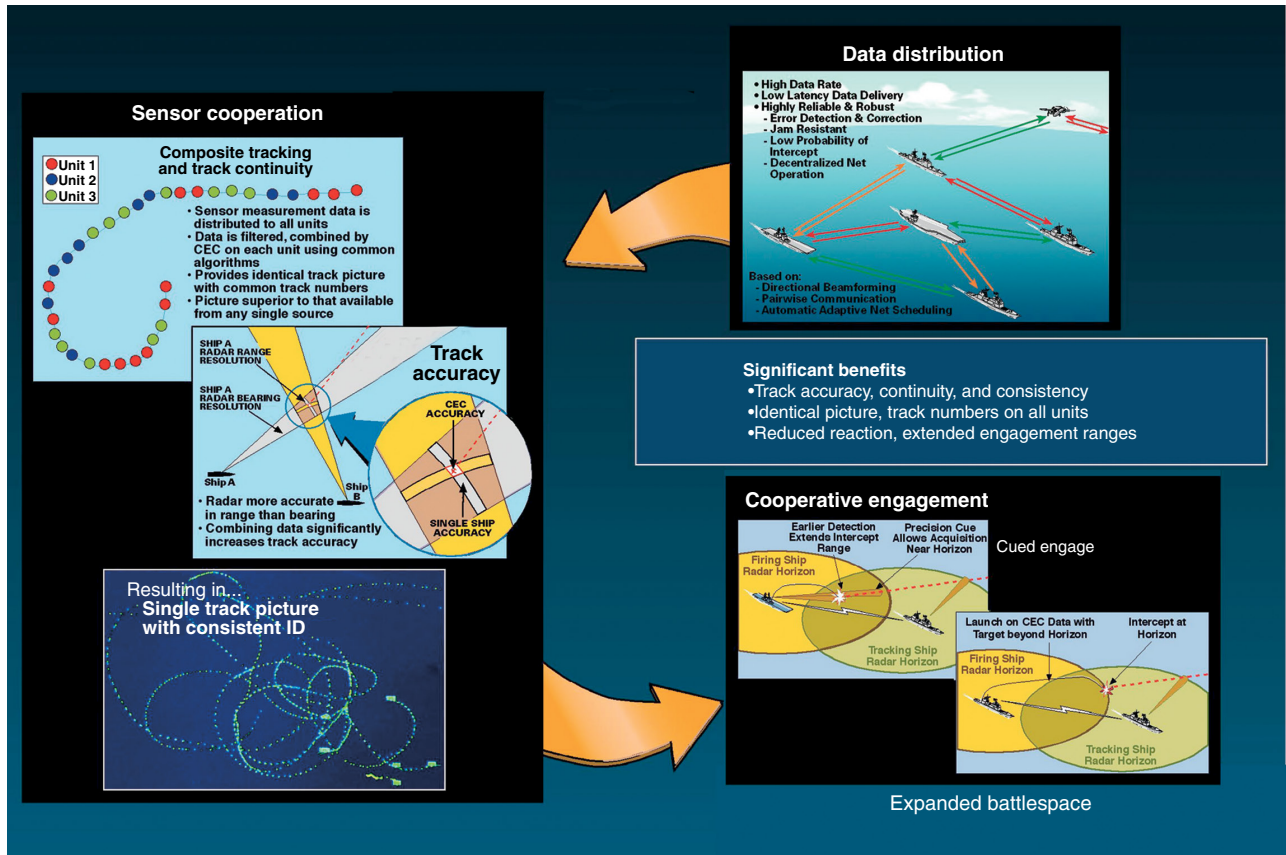 Sensor cooperation
Composite tracking
and track continuity
Unit 1
Unit 2
Unit 3
• Sensor measurement data is
distributed to all units
• Data is filtered, combined by
CEC on each unit using common
algorithms
• Provides identical track picture
with common track numbers
• Picture superior to that available
from any single source
SHIP A
RADAR RANGE
RESOLUTION
SHIP A
RADAR BEARING
RESOLUTION
Track
accuracy
CEC
ACCURACY
SINGLE SHIP
ACCURACY
Ship A
Ship
B
• Radar more accurate
in range than bearing
• Combining data significantly
increases track accuracy
Resulting in...
Single track picture
with consistent ID
Data distribution
• High Data Rate
• Low Latency Data Delivery
• Highly Reliable & Robust
- Error Detection & Correction
- Jam Resistant
- Low Probability of
Intercept
- Decentralized Net
Operation
Based on:
- Directional Beamforming
- Pairwise Communication
- Automatic Adaptive Net Scheduling
Significant benefits
•Track accuracy, continuity, and consistency
•Identical picture, track numbers on all units
•Reduced reaction, extended engagement ranges
Cooperative engagement
Earlier Detection
Extends Intercept
Range
Precision Cue
Allows Acquisition
Near Horizon
Cued engage
Firing Ship
Radar Horizon
Tracking Ship
Radar Horizon
Launch on CEC Data with
Target beyond Horizon
Intercept at
Horizon
Firing Ship
Radar Horizon
Tracking Ship
Radar Horizon
Expanded battlespace